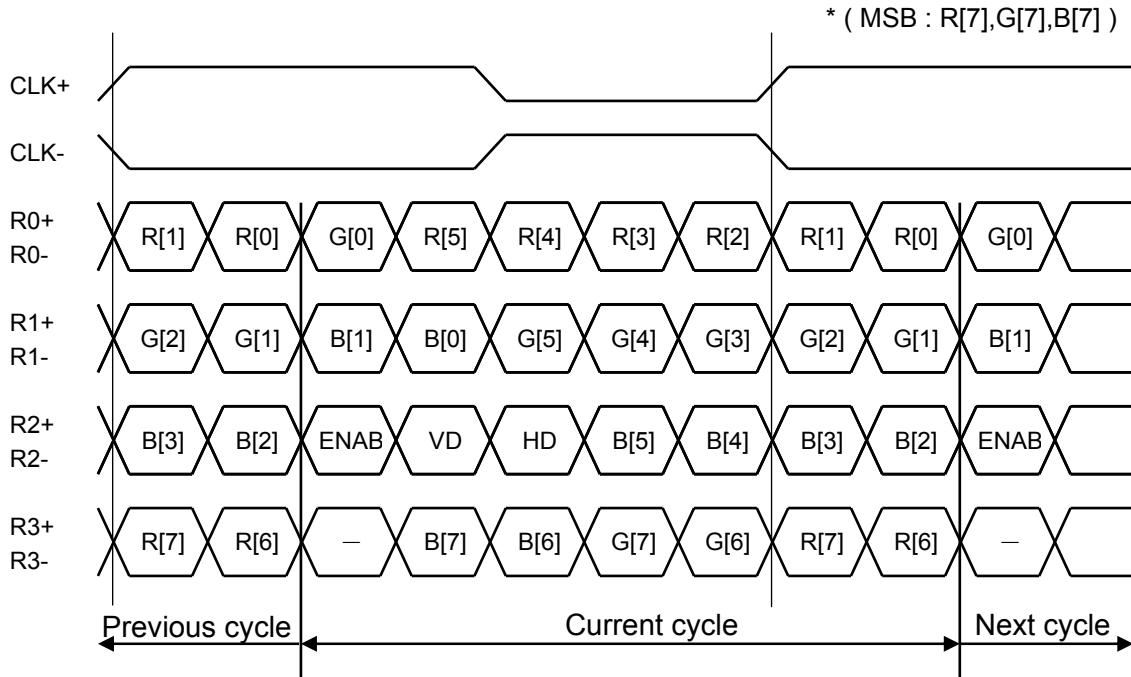 * ( MSB : R[7],G[7],B[7] )
CLK+
CLK-
R0+
R0-
R[1] R[0] G[0] R[5] R[4] R[3] R[2] R[1] R[0] G[0]
R1+
R1-
G[2] G[1] B[1] B[0] G[5] G[4] G[3] G[2] G[1] B[1]
R2+
R2-
B[3] B[2] ENAB VD HD B[5] B[4] B[3] B[2] ENAB
R3+
R3-
R[7] R[6] — B[7] B[6] G[7] G[6] R[7] R[6] —
Previous cycle Current cycle Next cycle